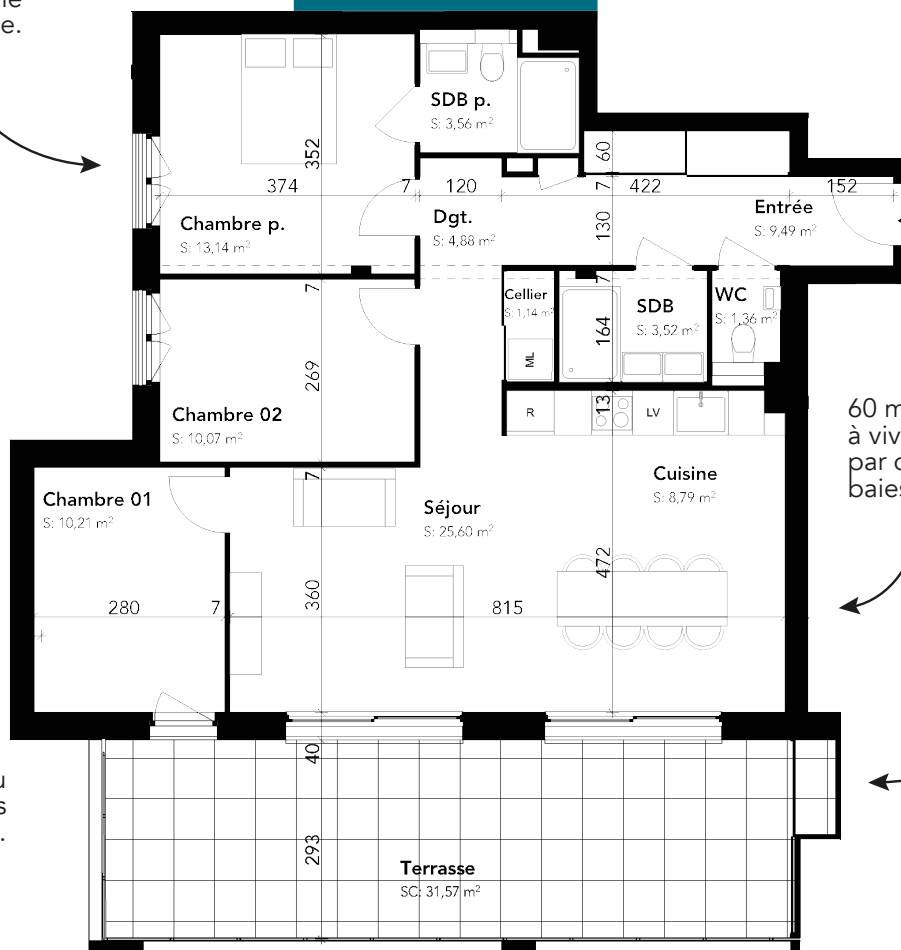 e.
SDB p.
S: 3,56 m²
352
60
374
7
120
7
422
152
Chambre p.
S: 13,14 m²
Dgt.
S: 4,88 m²
130
Entrée
S: 9,49 m²
7
7
Cellier
S: 1,14 m²
164
SDB
S: 3,52 m²
WC
S: 1,36 m²
ML
269
Chambre 02
S: 10,07 m²
13
R
LV
60 m
à viv
par c
baies
7
Chambre 01
S: 10,21 m²
Séjour
S: 25,60 m²
Cuisine
S: 8,79 m²
472
360
280
7
815
40
s
.
293
Terrasse
SC: 31,57 m²